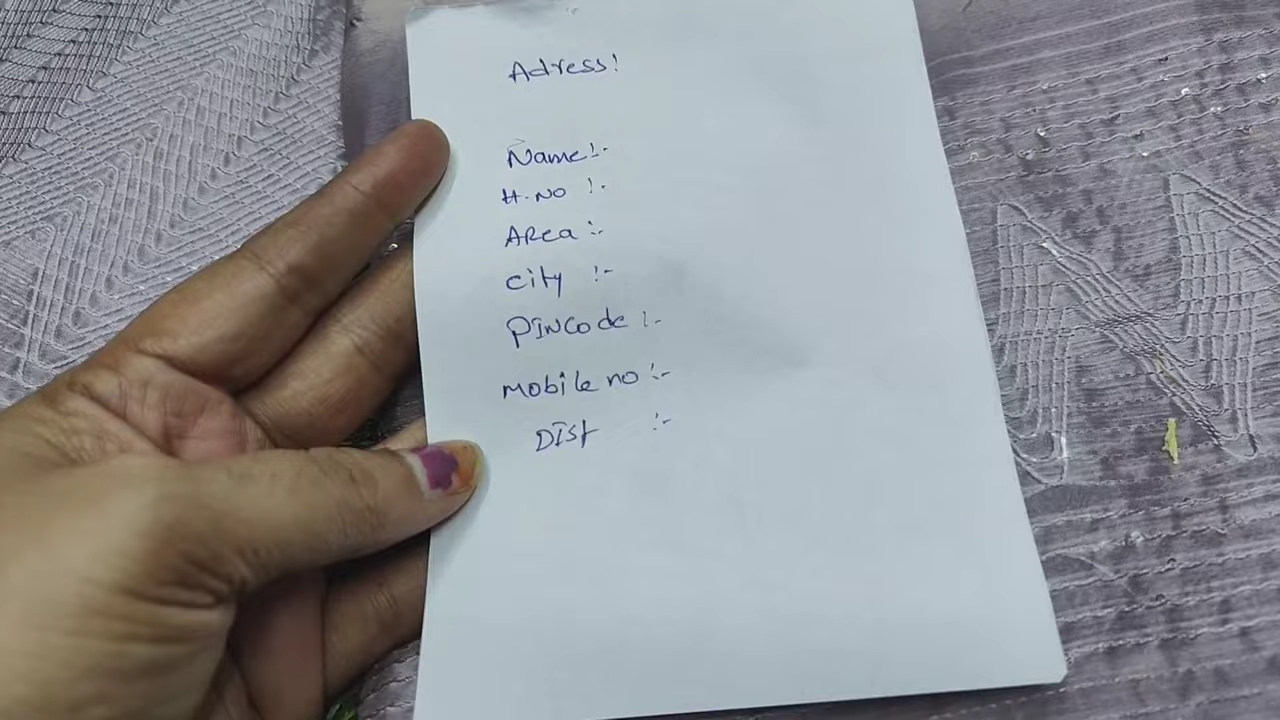 Adress:
Name:-
H.No :-
Area :-
city :-
PINCode :-
mobile no :-
DIST :-